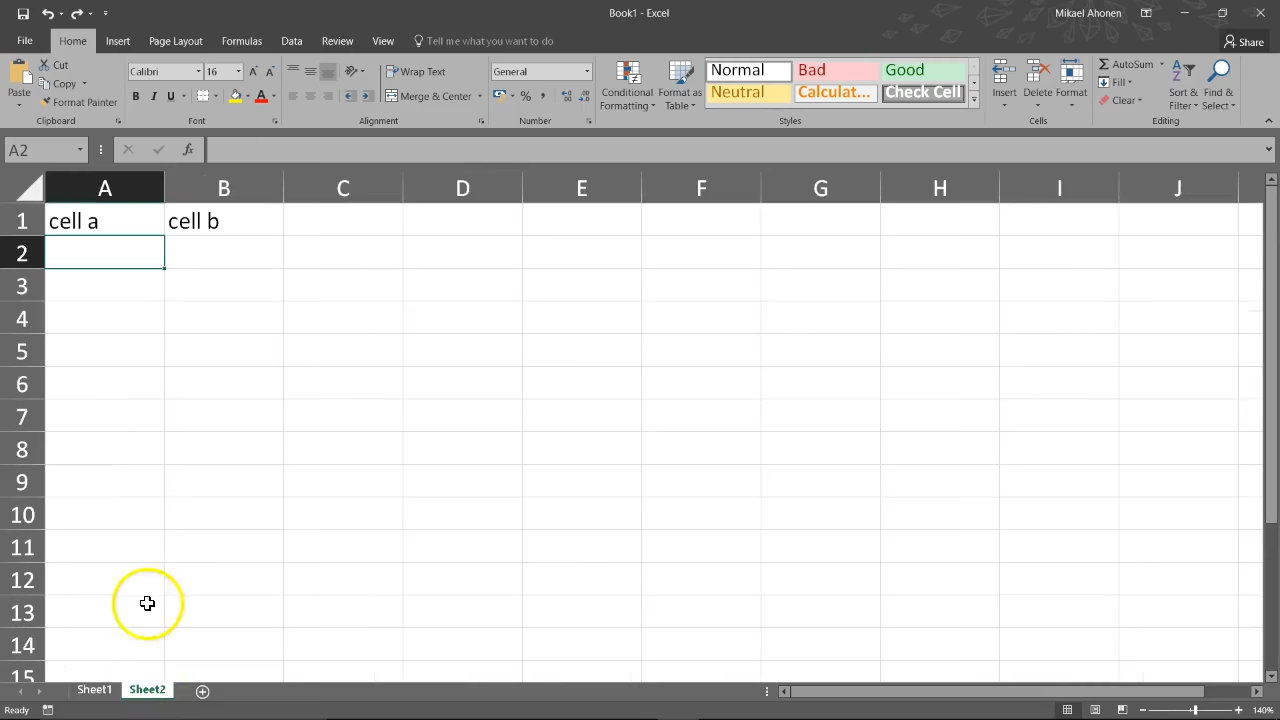 Book1 - Excel
Mikael Ahonen
File Home Insert Page Layout Formulas Data Review View Tell me what you want to do Share
Paste
Cut
Copy
Format Painter
Clipboard
Calibri 16
B I U
Font
Wrap Text
Merge & Center
Alignment
General
%
Number
Conditional Formatting
Format as Table
Normal Bad Good
Neutral Calculat... Check Cell
Styles
Insert Delete Format
Cells
AutoSum
Fill
Clear
Sort & Filter
Find & Select
Editing
A2 fx
A B C D E F G H I J
1 cell a cell b
2
3
4
5
6
7
8
9
10
11
12
13
14
15
Sheet1 Sheet2
Ready 140%